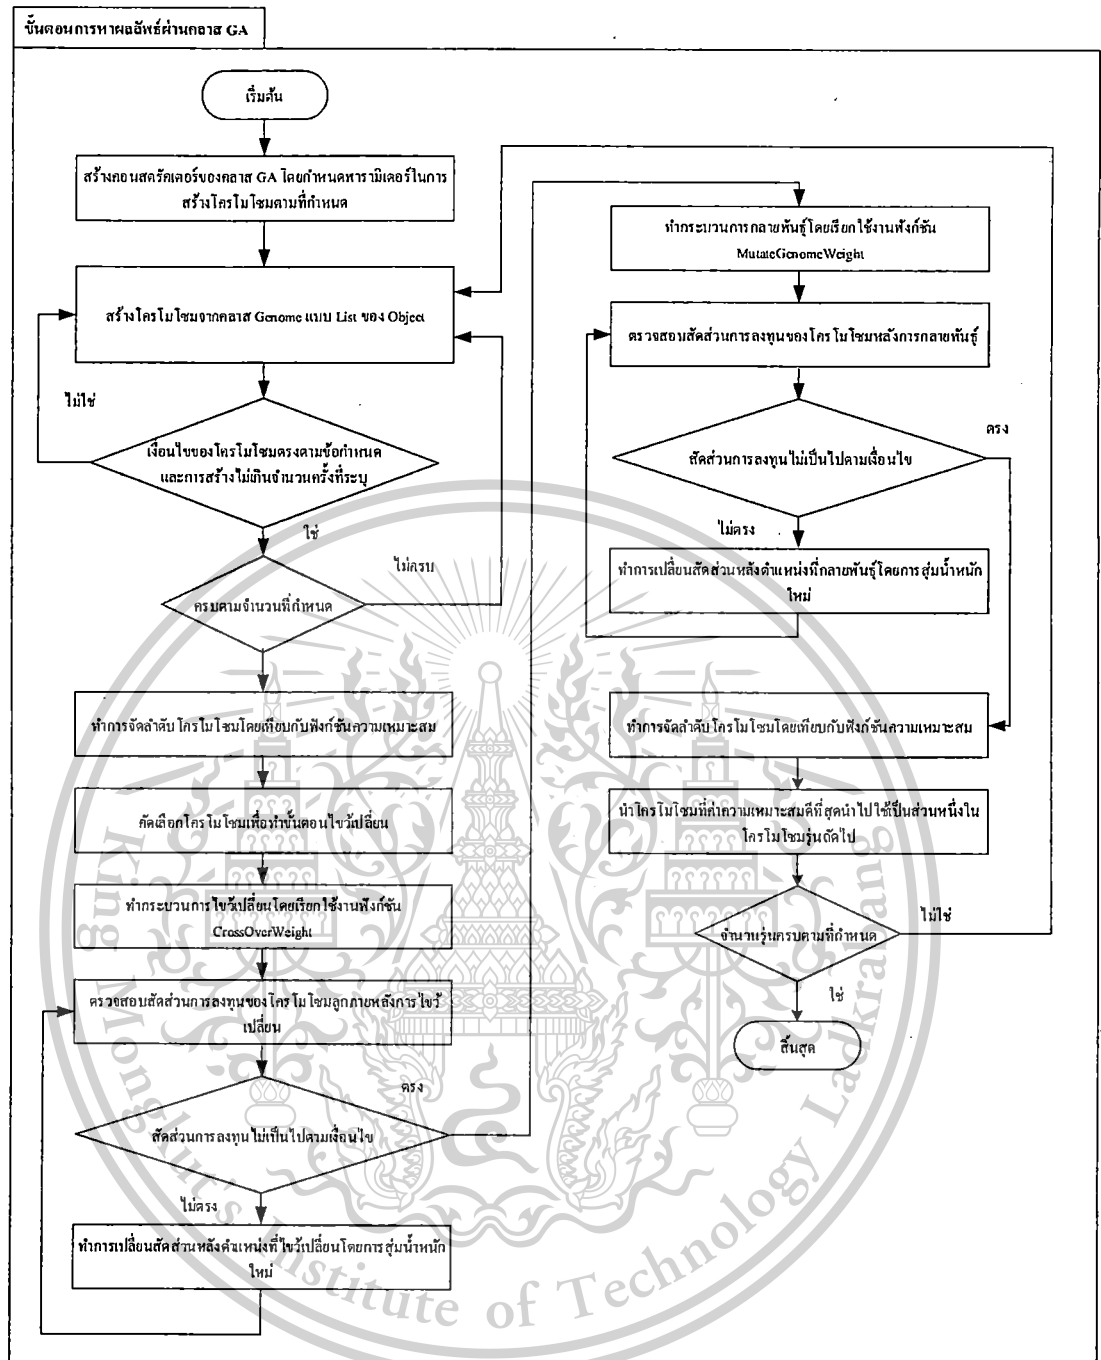 ขั้นตอนการหาผลลัพธ์ผ่านคลาส GA
เริ่มต้น
สร้างคอนสตรัคเตอร์ของคลาส GA โดยกำหนดพารามิเตอร์ในการ
สร้างโครโมโซมตามที่กำหนด
สร้างโครโมโซมจากคลาส Genome แบบ List ของ Object
ไม่ใช่
เงื่อนไขของโครโมโซมตรงตามข้อกำหนด
และการสร้างไม่เกินจำนวนครั้งที่ระบุ
ใช่
ไม่ครบ
ครบตามจำนวนที่กำหนด
ทำการจัดลำดับโครโมโซมโดยเทียบกับฟังก์ชันความเหมาะสม
คัดเลือกโครโมโซมเพื่อทำขั้นตอนไขว้เปลี่ยน
ทำกระบวนการไขว้เปลี่ยนโดยเรียกใช้งานฟังก์ชัน
CrossOverWeight
ตรวจสอบสัดส่วนการลงทุนของโครโมโซมลูกภายหลังการไขว้
เปลี่ยน
ตรง
สัดส่วนการลงทุนไม่เป็นไปตามเงื่อนไข
ไม่ตรง
ทำการเปลี่ยนสัดส่วนหลังตำแหน่งที่ไขว้เปลี่ยนโดยการสุ่มน้ำหนัก
ใหม่
ทำกระบวนการกลายพันธุ์โดยเรียกใช้งานฟังก์ชัน
MutateGenomeWeight
ตรวจสอบสัดส่วนการลงทุนของโครโมโซมหลังการกลายพันธุ์
ตรง
สัดส่วนการลงทุนไม่เป็นไปตามเงื่อนไข
ไม่ตรง
ทำการเปลี่ยนสัดส่วนหลังตำแหน่งที่กลายพันธุ์โดยการสุ่มน้ำหนัก
ใหม่
ทำการจัดลำดับโครโมโซมโดยเทียบกับฟังก์ชันความเหมาะสม
นำโครโมโซมที่ค่าความเหมาะสมดีที่สุดนำไปใช้เป็นส่วนหนึ่งใน
โครโมโซมรุ่นถัดไป
ไม่ใช่
จำนวนรุ่นครบตามที่กำหนด
ใช่
สิ้นสุด
King Mongkut's Institute of Technology Ladkrabang